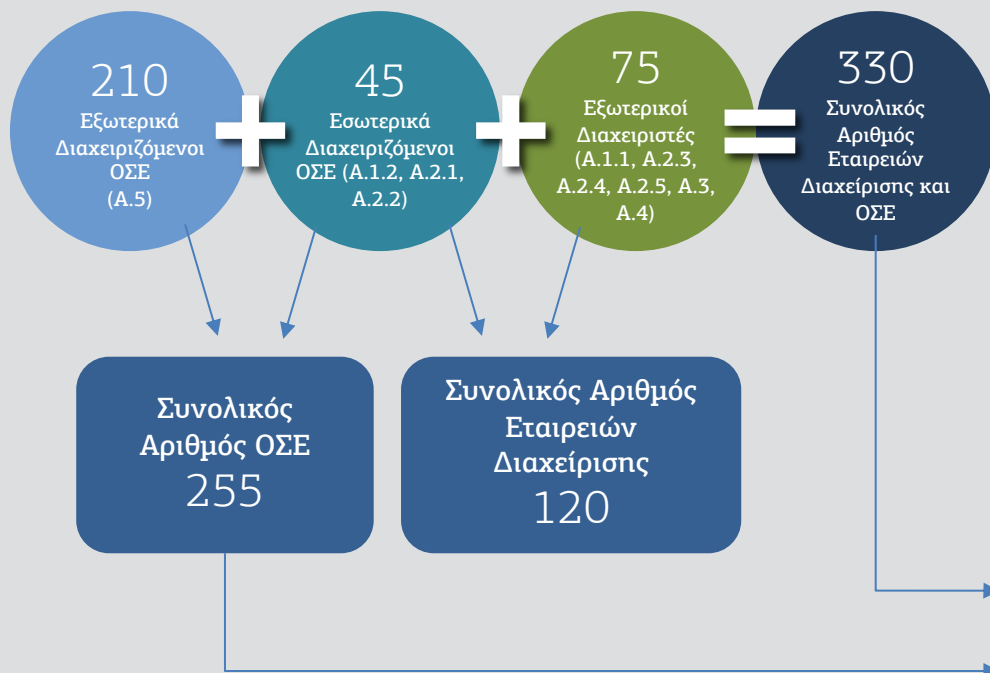 210
Εξωτερικά
Διαχειριζόμενοι
ΟΣΕ
(Α.5)
45
Εσωτερικά
Διαχειριζόμενοι
ΟΣΕ (Α.1.2, Α.2.1,
Α.2.2)
75
Εξωτερικοί
Διαχειριστές
(Α.1.1, Α.2.3,
Α.2.4, Α.2.5, Α.3,
Α.4)
330
Συνολικός
Αριθμός
Εταιρειών
Διαχείρισης και
ΟΣΕ
Συνολικός
Αριθμός ΟΣΕ
255
Συνολικός Αριθμός
Εταιρειών
Διαχείρισης
120